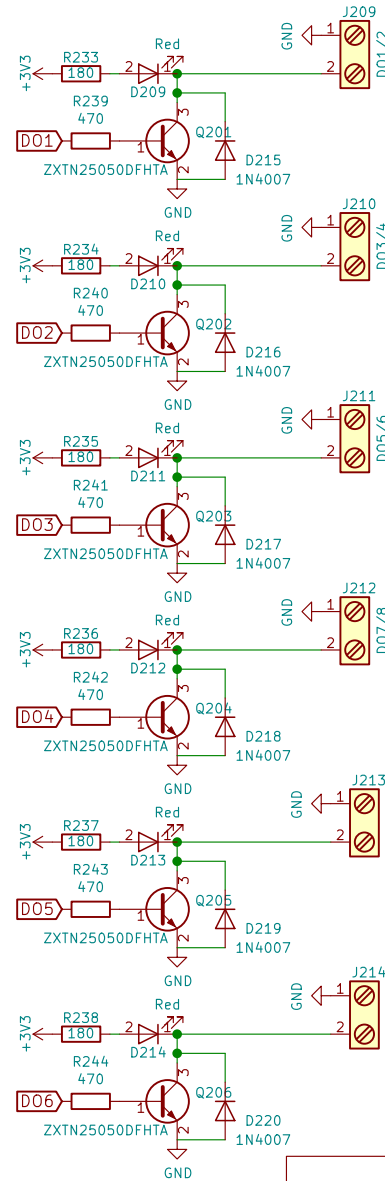 J209
GND
1
2
DO1/2
Red
R233
+3V3
180
2
1
D209
R239
470
DO1
1
3
2
Q201
ZXTN25050DFHTA
D215
1N4007
GND
J210
GND
1
2
DO3/4
Red
R234
+3V3
180
2
1
D210
R240
470
DO2
1
3
2
Q202
ZXTN25050DFHTA
D216
1N4007
GND
J211
GND
1
2
DO5/6
Red
R235
+3V3
180
2
1
D211
R241
470
DO3
1
3
2
Q203
ZXTN25050DFHTA
D217
1N4007
GND
J212
GND
1
2
DO7/8
Red
R236
+3V3
180
2
1
D212
R242
470
DO4
1
3
2
Q204
ZXTN25050DFHTA
D218
1N4007
GND
J213
GND
1
2
Red
R237
+3V3
180
2
1
D213
R243
470
DO5
1
3
2
Q205
ZXTN25050DFHTA
D219
1N4007
GND
J214
GND
1
2
Red
R238
+3V3
180
2
1
D214
R244
470
DO6
1
3
2
Q206
ZXTN25050DFHTA
D220
1N4007
GND